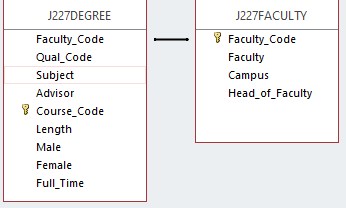 J227DEGREE
Faculty_Code
Qual_Code
Subject
Advisor
Course_Code
Length
Male
Female
Full_Time
J227FACULTY
Faculty_Code
Faculty
Campus
Head_of_Faculty